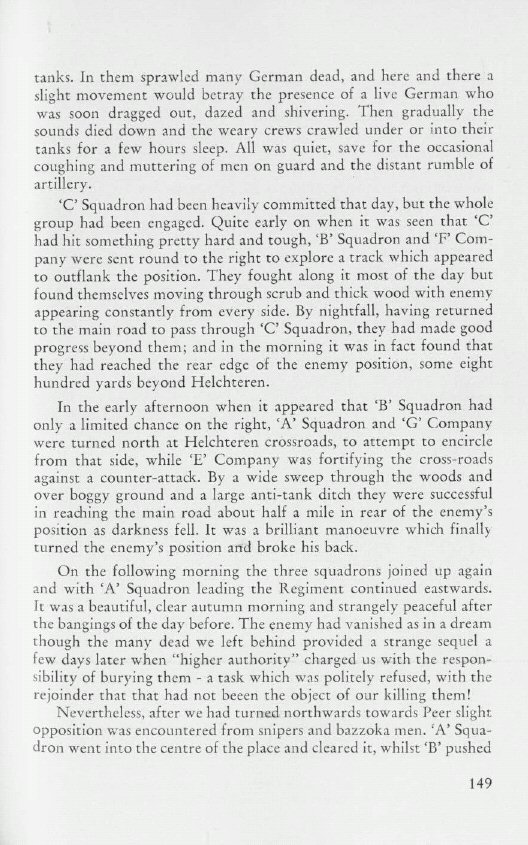 tanks. In them sprawled many German dead, and here and there a
slight movement would betray the presence of a live German who
was soon dragged out, dazed and shivering. Then gradually the
sounds died down and the weary crews crawled under or into their
tanks for a few hours sleep. All was quiet, save for the occasional
coughing and muttering of men on guard and the distant rumble of
artillery.
‘C’ Squadron had been heavily committed that day, but the whole
group had been engaged. Quite early on when it was seen that ‘C’
had hit something pretty hard and tough, ‘B’ Squadron and ‘F’ Com-
pany were sent round to the right to explore a track which appeared
to outflank the position. They fought along it most of the day but
found themselves moving through scrub and thick wood with enemy
appearing constantly from every side. By nightfall, having returned
to the main road to pass through ‘C’ Squadron, they had made good
progress beyond them; and in the morning it was in fact found that
they had reached the rear edge of the enemy position, some eight
hundred yards beyond Helchteren.
In the early afternoon when it appeared that ‘B’ Squadron had
only a limited chance on the right, ‘A’ Squadron and ‘G’ Company
were turned north at Helchteren crossroads, to attempt to encircle
from that side, while ‘E’ Company was fortifying the cross-roads
against a counter-attack. By a wide sweep through the woods and
over boggy ground and a large anti-tank ditch they were successful
in reaching the main road about half a mile in rear of the enemy’s
position as darkness fell. It was a brilliant manoeuvre which finally
turned the enemy’s position and broke his back.
On the following morning the three squadrons joined up again
and with ‘A’ Squadron leading the Regiment continued eastwards.
It was a beautiful, clear autumn morning and strangely peaceful after
the bangings of the day before. The enemy had vanished as in a dream
though the many dead we left behind provided a strange sequel a
few days later when “higher authority” charged us with the respon-
sibility of burying them - a task which was politely refused, with the
rejoinder that that had not beeen the object of our killing them!
Nevertheless, after we had turned northwards towards Peer slight
opposition was encountered from snipers and bazzoka men. ‘A’ Squa-
dron went into the centre of the place and cleared it, whilst ‘B’ pushed
149